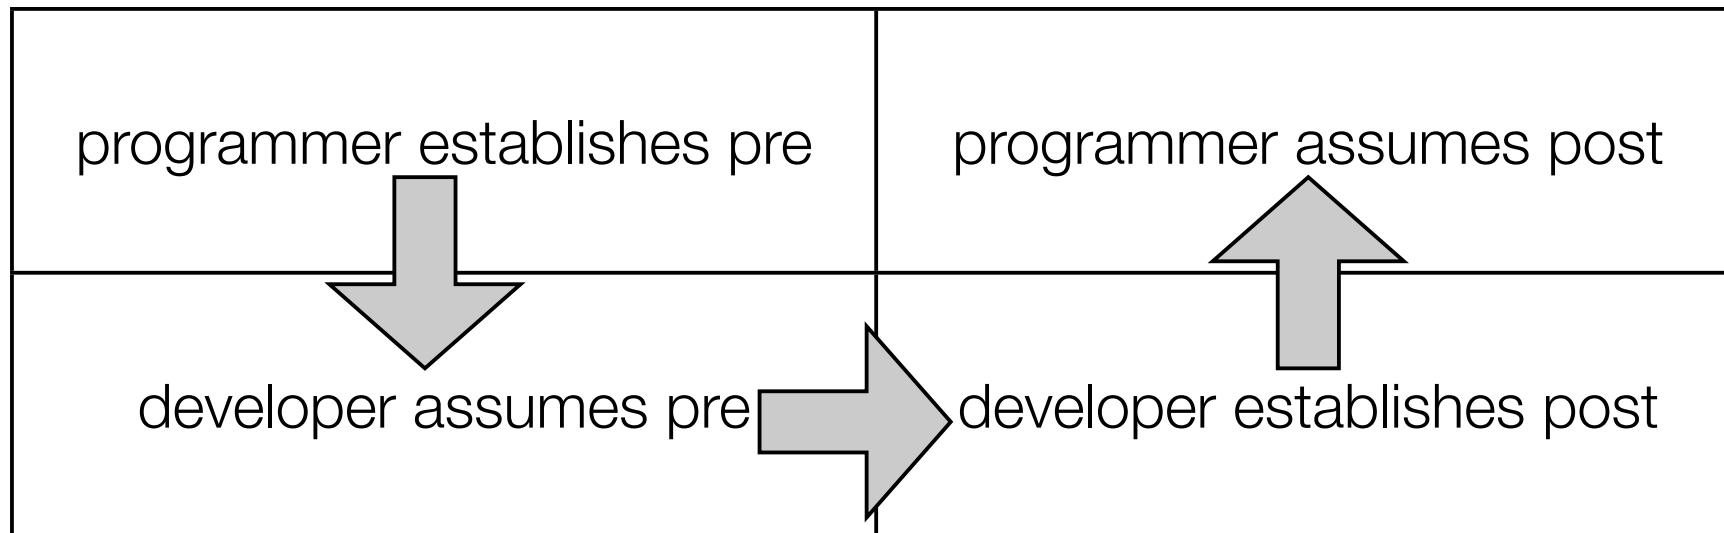 programmer establishes pre
programmer assumes post
developer assumes pre
developer establishes post